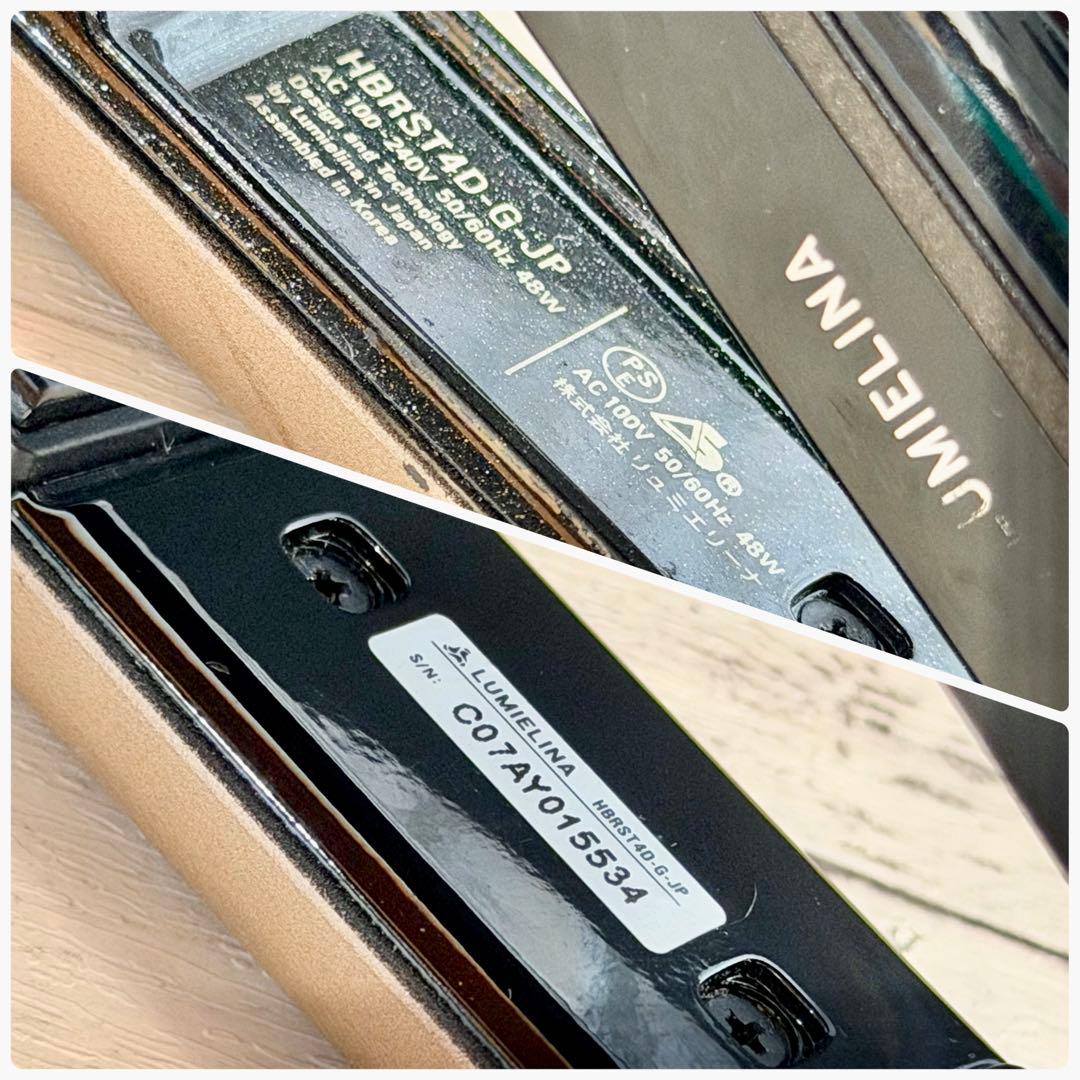 HBRST4D-G-JP
AC 100-240V 50/60Hz 48W
Design and Technology
by Lumielina in Japan
Assembled in Korea
PS
E
AC 100V 50/60Hz 48W
株式会社リュミエリーナ
LUMIELINA
LUMIELINA HBRST4D-G-JP
S/N:
C07AY015534